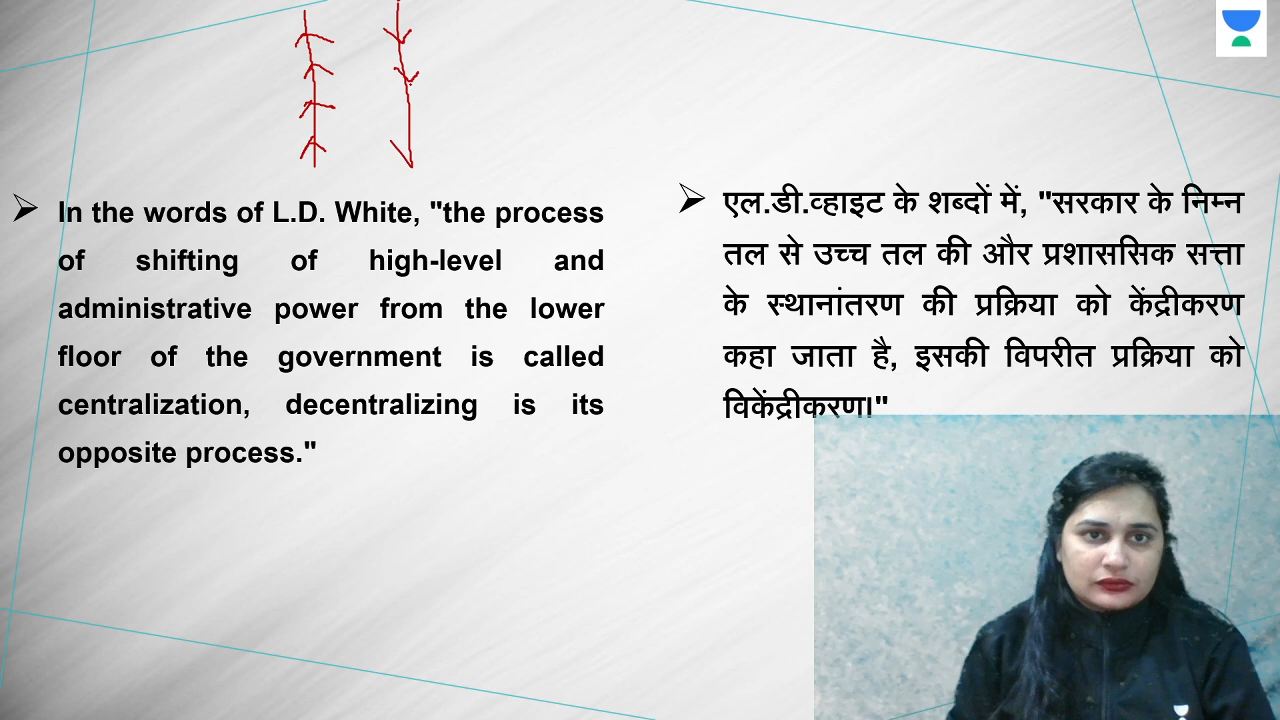 In the words of L.D. White, "the process
of shifting of high-level and
administrative power from the lower
floor of the government is called
centralization, decentralizing is its
opposite process."
एल.डी.व्हाइट के शब्दों में, "सरकार के निम्न
तल से उच्च तल की और प्रशाससिक सत्ता
के स्थानांतरण की प्रक्रिया को केंद्रीकरण
कहा जाता है, इसकी विपरीत प्रक्रिया को
विकेंद्रीकरण।"